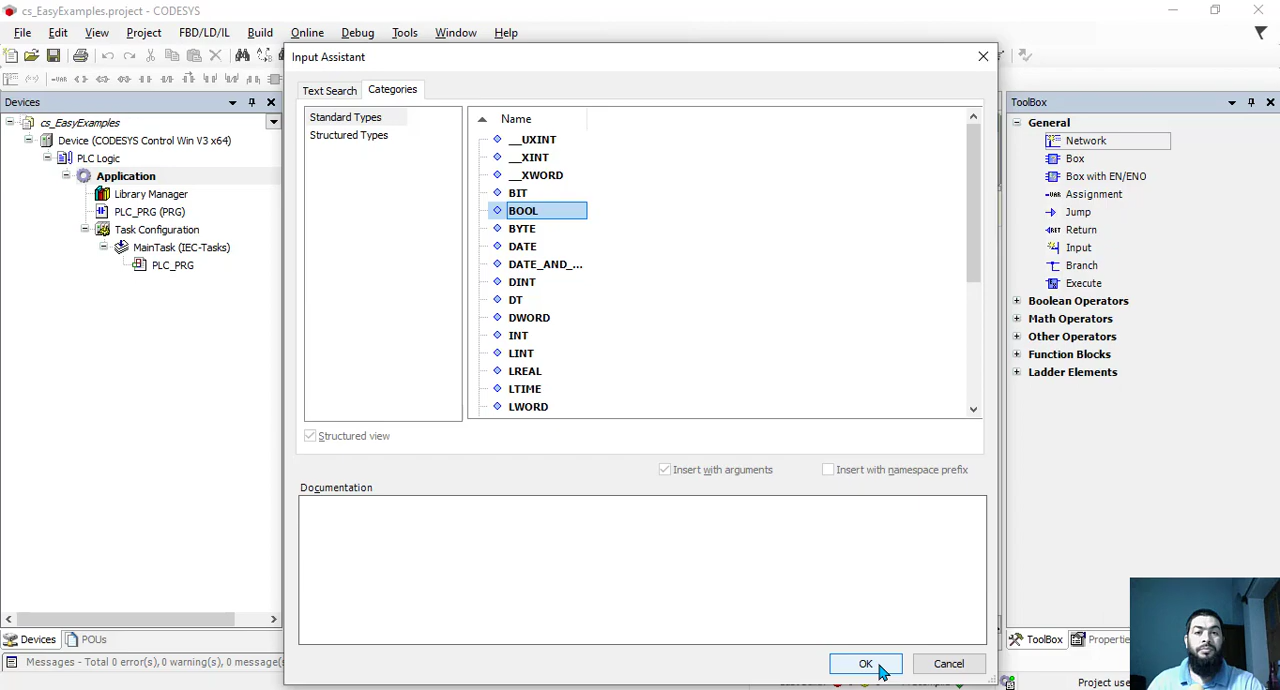 cs_EasyExamples.project - CODESYS
File Edit View Project FBD/LD/IL Build Online Debug Tools Window Help
Input Assistant
Devices
cs_EasyExamples
Device (CODESYS Control Win V3 x64)
PLC Logic
Application
Library Manager
PLC_PRG (PRG)
Task Configuration
MainTask (IEC-Tasks)
PLC_PRG
Devices POUs
Messages - Total 0 error(s), 0 warning(s), 0 message(s
Text Search Categories
Standard Types
Structured Types
Name
__UXINT
__XINT
__XWORD
BIT
BOOL
BYTE
DATE
DATE_AND_...
DINT
DT
DWORD
INT
LINT
LREAL
LTIME
LWORD
Structured view
Insert with arguments Insert with namespace prefix
Documentation
OK Cancel
ToolBox
General
Network
Box
Box with EN/ENO
Assignment
Jump
Return
Input
Branch
Execute
Boolean Operators
Math Operators
Other Operators
Function Blocks
Ladder Elements
ToolBox Propertie
Project use